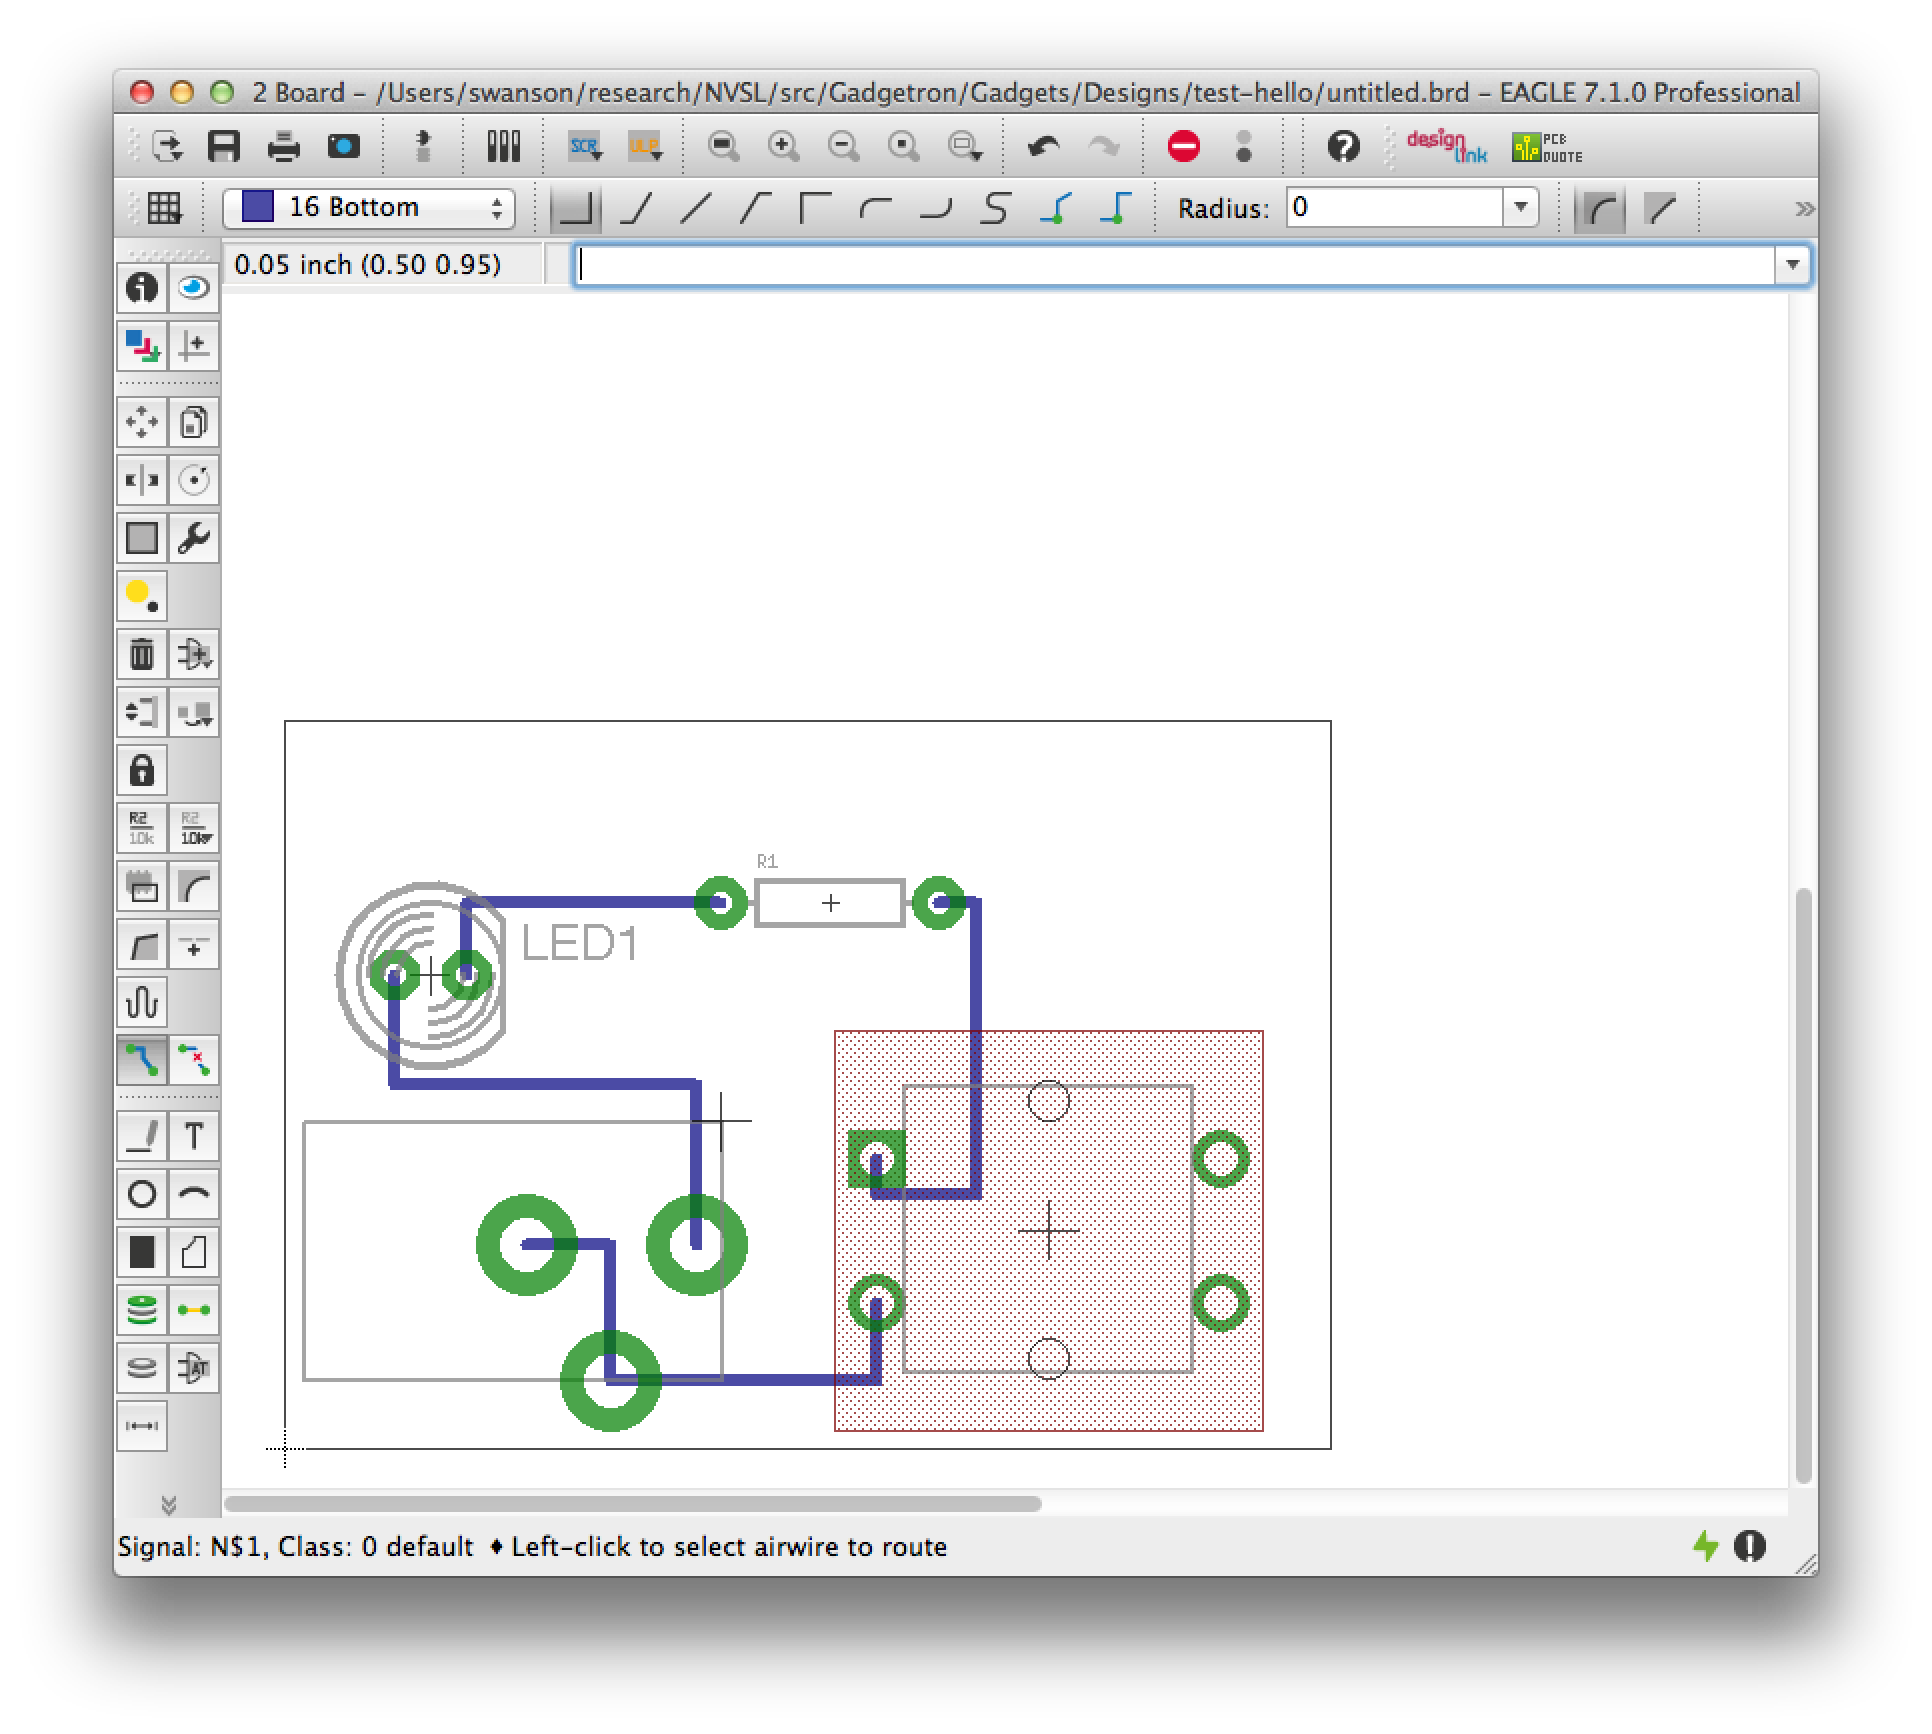 2 Board – /Users/swanson/research/NVSL/src/Gadgetron/Gadgets/Designs/test-hello/untitled.brd – EAGLE 7.1.0 Professional
SCR ULP design link PCB QUOTE
16 Bottom Radius: 0
0.05 inch (0.50 0.95)
T
R2 10k R2 10k
AT
R1
LED1
Signal: N$1, Class: 0 default ♦ Left-click to select airwire to route